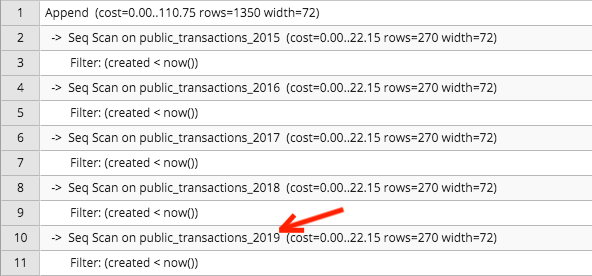 1 Append (cost=0.00..110.75 rows=1350 width=72)
2 -> Seq Scan on public_transactions_2015 (cost=0.00..22.15 rows=270 width=72)
3 Filter: (created < now())
4 -> Seq Scan on public_transactions_2016 (cost=0.00..22.15 rows=270 width=72)
5 Filter: (created < now())
6 -> Seq Scan on public_transactions_2017 (cost=0.00..22.15 rows=270 width=72)
7 Filter: (created < now())
8 -> Seq Scan on public_transactions_2018 (cost=0.00..22.15 rows=270 width=72)
9 Filter: (created < now())
10 -> Seq Scan on public_transactions_2019 (cost=0.00..22.15 rows=270 width=72)
11 Filter: (created < now())